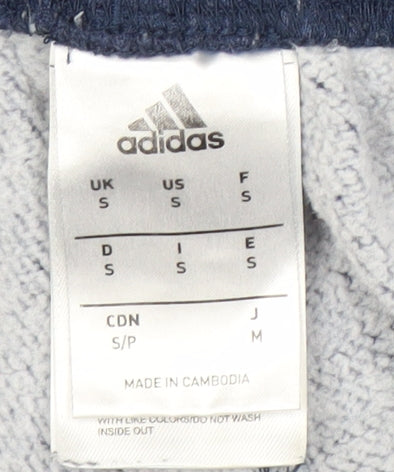 adidas
UK US F
S S S
D I E
S S S
CDN J
S/P M
MADE IN CAMBODIA
WITH LIKE COLORS/DO NOT WASH
INSIDE OUT